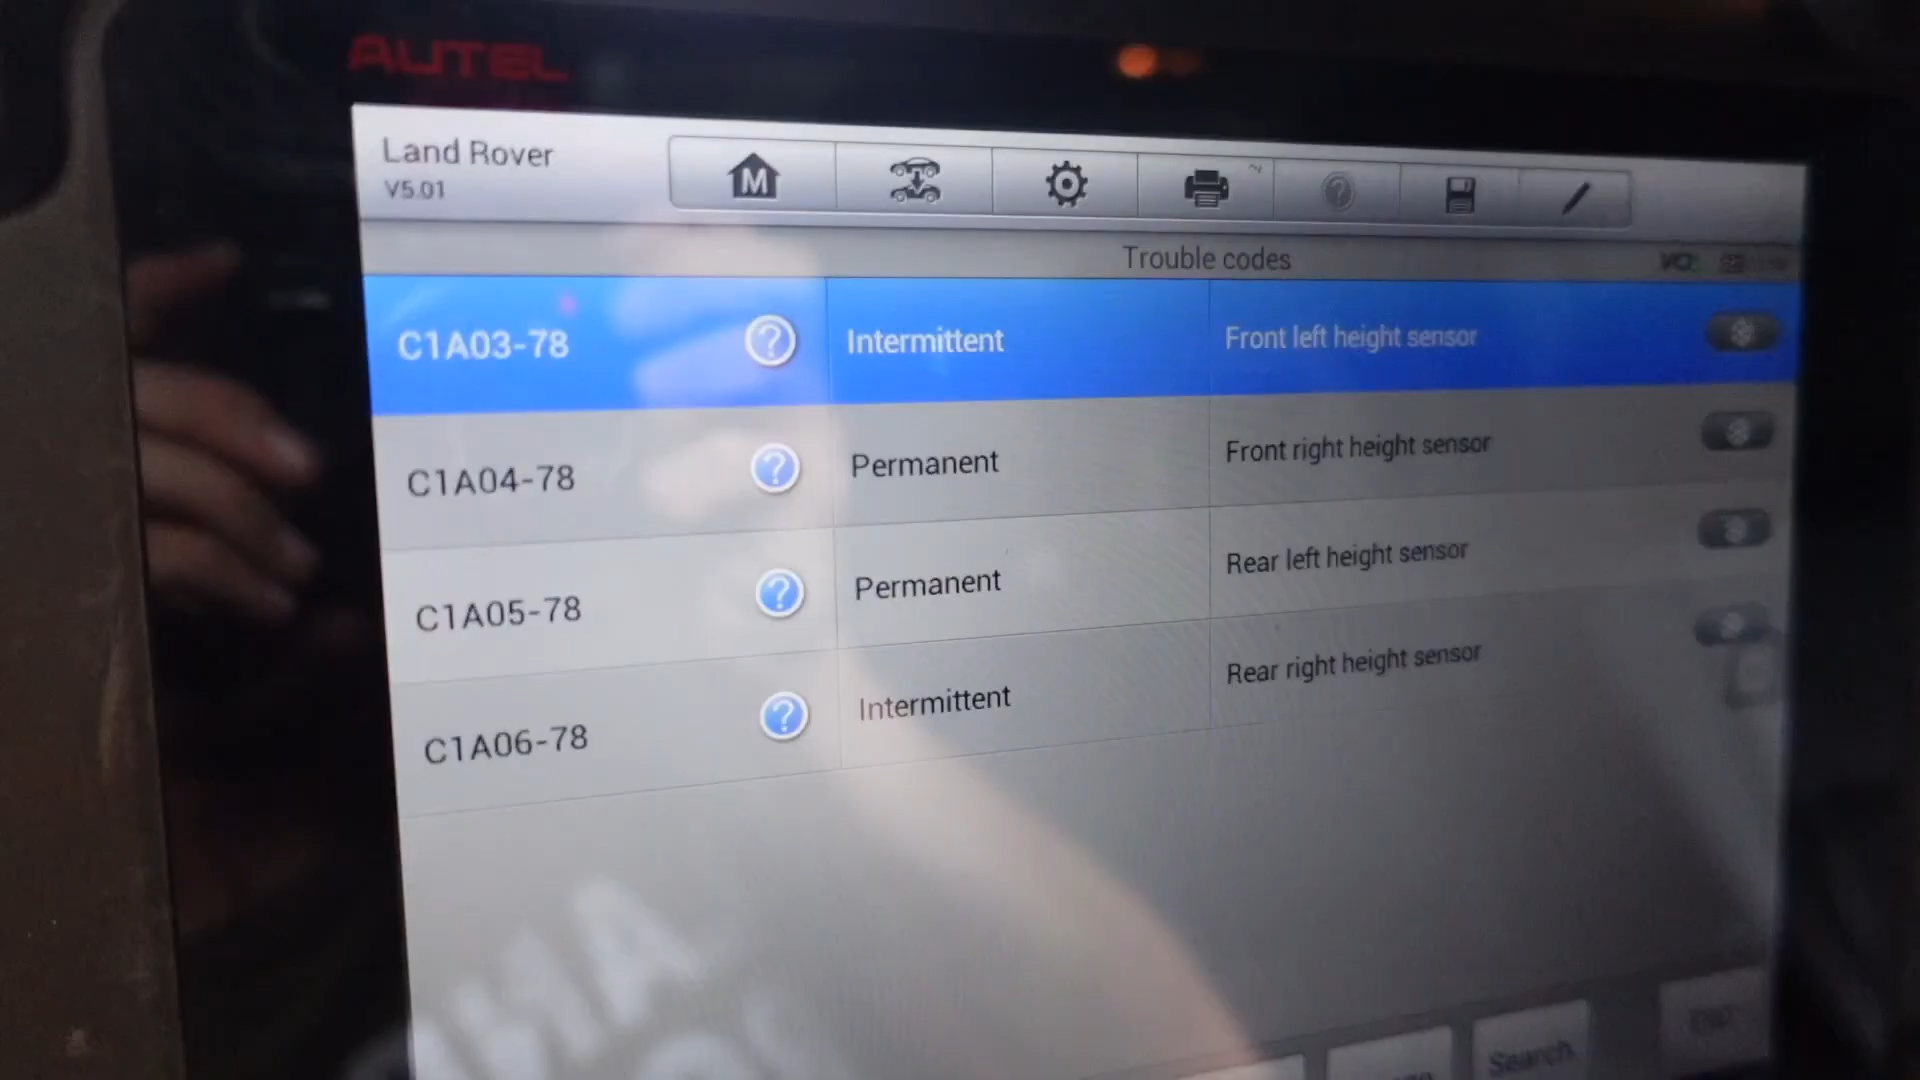 AUTEL
Land Rover
V5.01
M
Trouble codes
VCI
C1A03-78 ? Intermittent Front left height sensor
C1A04-78 ? Permanent Front right height sensor
C1A05-78 ? Permanent Rear left height sensor
C1A06-78 ? Intermittent Rear right height sensor
Search